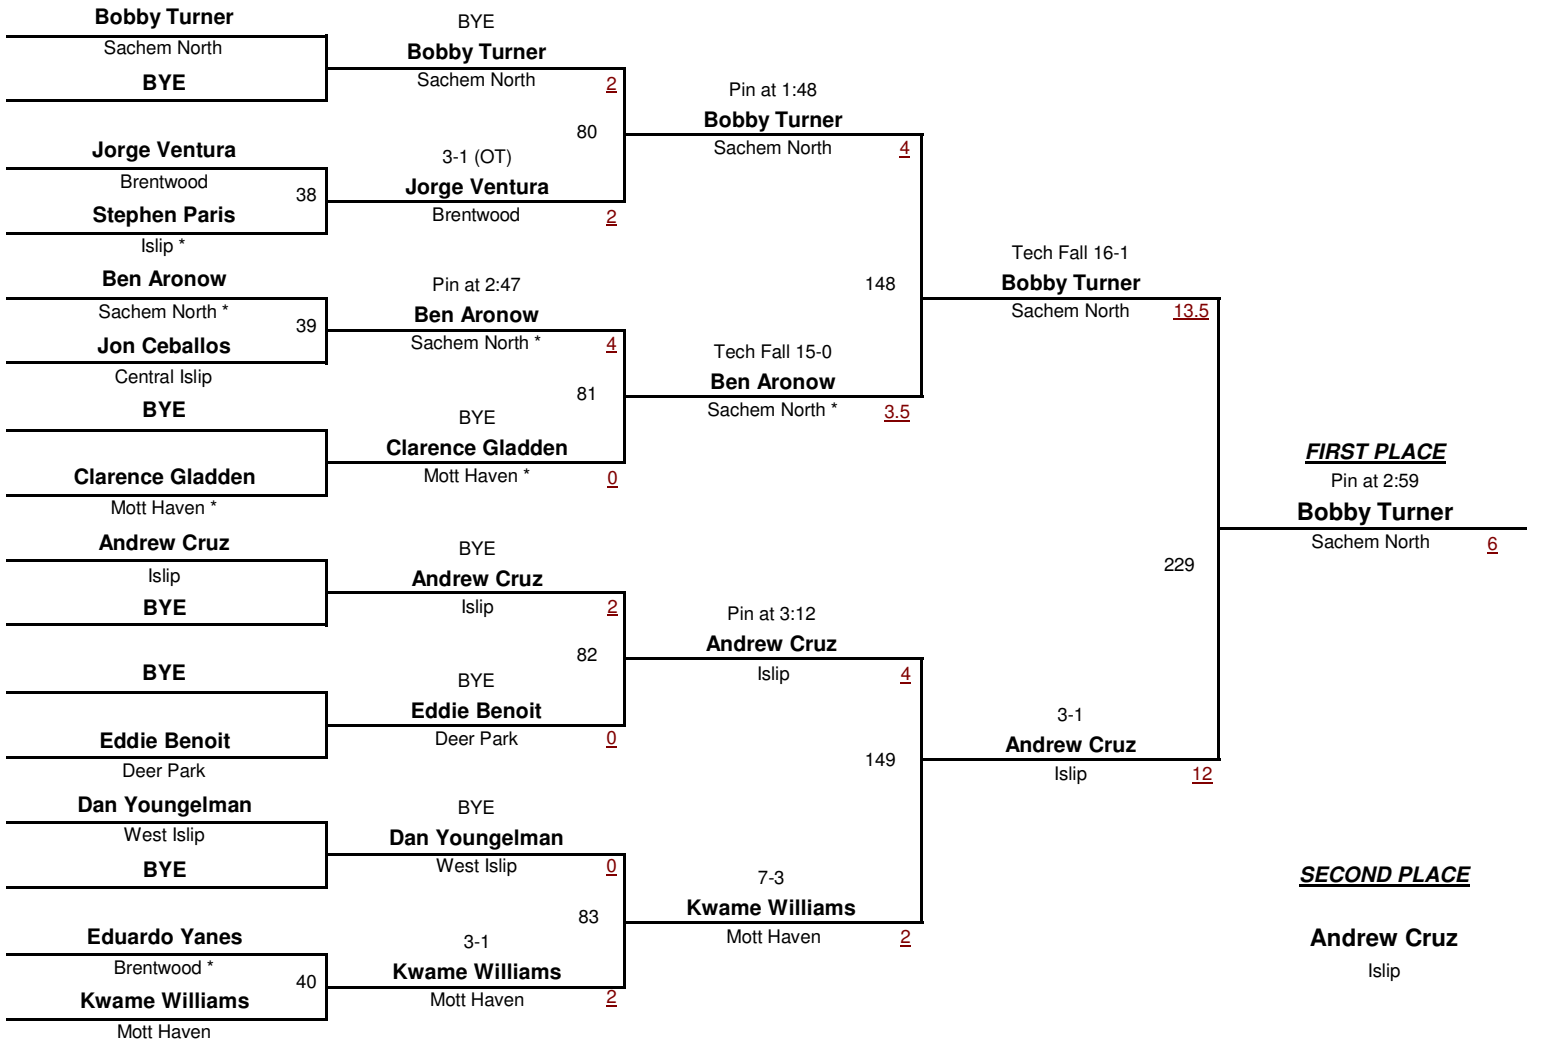 Bobby Turner
Sachem North
BYE
Jorge Ventura
Brentwood
38
Stephen Paris
Islip *
Ben Aronow
Sachem North *
39
Jon Ceballos
Central Islip
BYE
Clarence Gladden
Mott Haven *
Andrew Cruz
Islip
BYE
BYE
Eddie Benoit
Deer Park
Dan Youngelman
West Islip
BYE
Eduardo Yanes
Brentwood *
40
Kwame Williams
Mott Haven
BYE
Bobby Turner
Sachem North
2
80
3-1 (OT)
Jorge Ventura
Brentwood
2
Pin at 2:47
Ben Aronow
Sachem North *
4
81
BYE
Clarence Gladden
Mott Haven *
0
BYE
Andrew Cruz
Islip
2
82
BYE
Eddie Benoit
Deer Park
0
BYE
Dan Youngelman
West Islip
0
83
3-1
Kwame Williams
Mott Haven
2
Pin at 1:48
Bobby Turner
Sachem North
4
148
Tech Fall 15-0
Ben Aronow
Sachem North *
3.5
Pin at 3:12
Andrew Cruz
Islip
4
149
7-3
Kwame Williams
Mott Haven
2
Tech Fall 16-1
Bobby Turner
Sachem North
13.5
229
3-1
Andrew Cruz
Islip
12
FIRST PLACE
Pin at 2:59
Bobby Turner
Sachem North
6
SECOND PLACE
Andrew Cruz
Islip